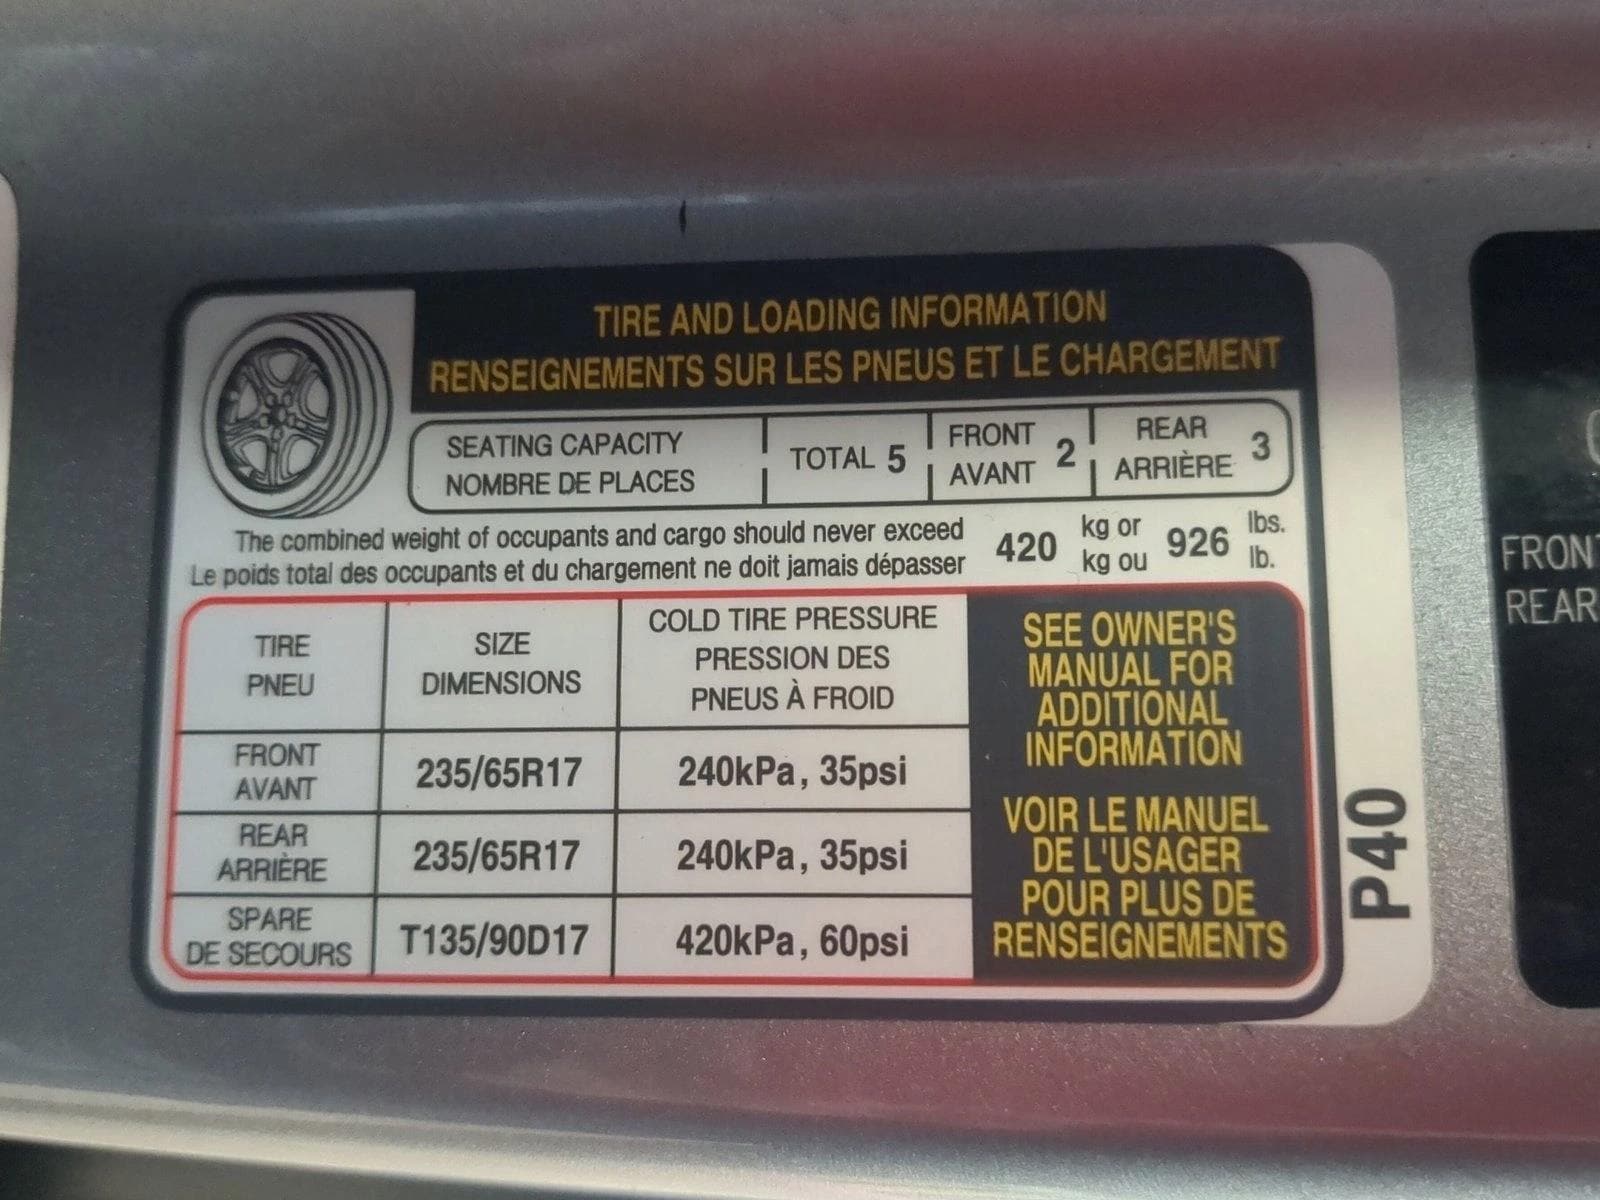 TIRE AND LOADING INFORMATION
RENSEIGNEMENTS SUR LES PNEUS ET LE CHARGEMENT
SEATING CAPACITY
NOMBRE DE PLACES
TOTAL 5
FRONT
AVANT
2
REAR
ARRIÈRE
3
The combined weight of occupants and cargo should never exceed
Le poids total des occupants et du chargement ne doit jamais dépasser
420
kg or
kg ou
926
lbs.
lb.
TIRE
PNEU
SIZE
DIMENSIONS
COLD TIRE PRESSURE
PRESSION DES
PNEUS À FROID
FRONT
AVANT
235/65R17
240kPa, 35psi
REAR
ARRIÈRE
235/65R17
240kPa, 35psi
SPARE
DE SECOURS
T135/90D17
420kPa, 60psi
SEE OWNER'S
MANUAL FOR
ADDITIONAL
INFORMATION
VOIR LE MANUEL
DE L'USAGER
POUR PLUS DE
RENSEIGNEMENTS
P40
FRONT
REAR